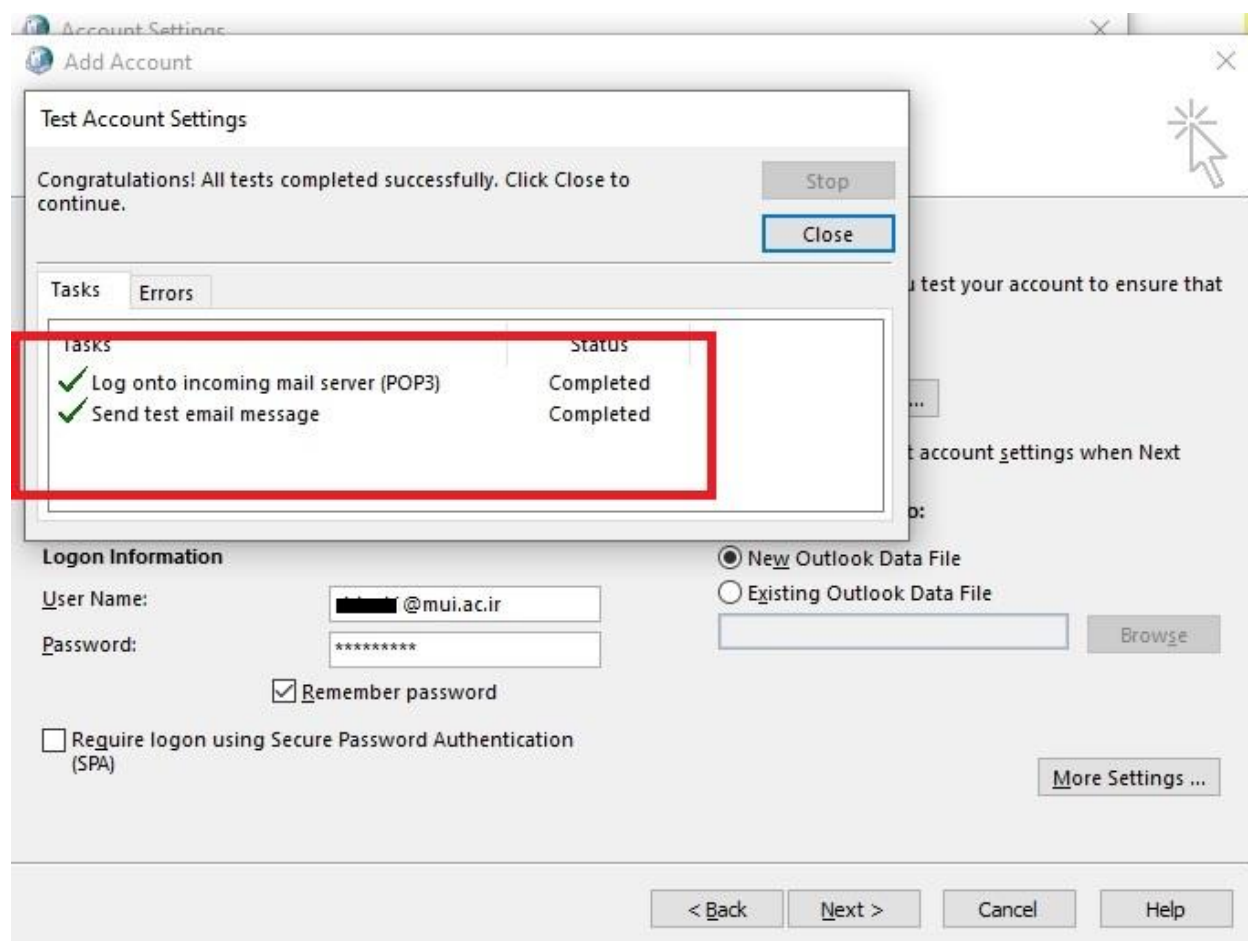 Account Settings
Add Account
Test Account Settings
Congratulations! All tests completed successfully. Click Close to
continue.
Stop
Close
Tasks
Errors
Tasks Status
Log onto incoming mail server (POP3) Completed
Send test email message Completed
test your account to ensure that
...
account settings when Next
Logon Information
User Name:
@mui.ac.ir
Password:
*********
Remember password
Require logon using Secure Password Authentication
(SPA)
New Outlook Data File
Existing Outlook Data File
Browse
More Settings ...
< Back
Next >
Cancel
Help